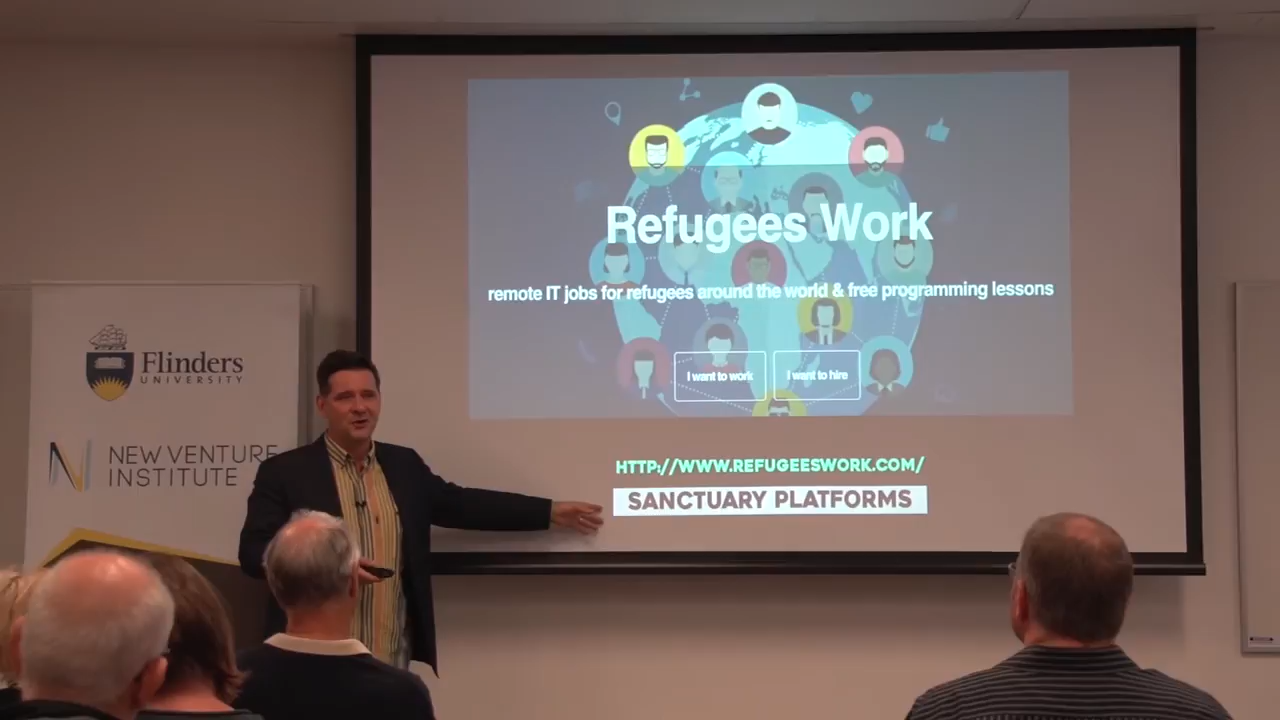 Flinders
UNIVERSITY
NEW VENTURE
INSTITUTE
Refugees Work
remote IT jobs for refugees around the world & free programming lessons
I want to work
I want to hire
HTTP://WWW.REFUGEESWORK.COM/
SANCTUARY PLATFORMS